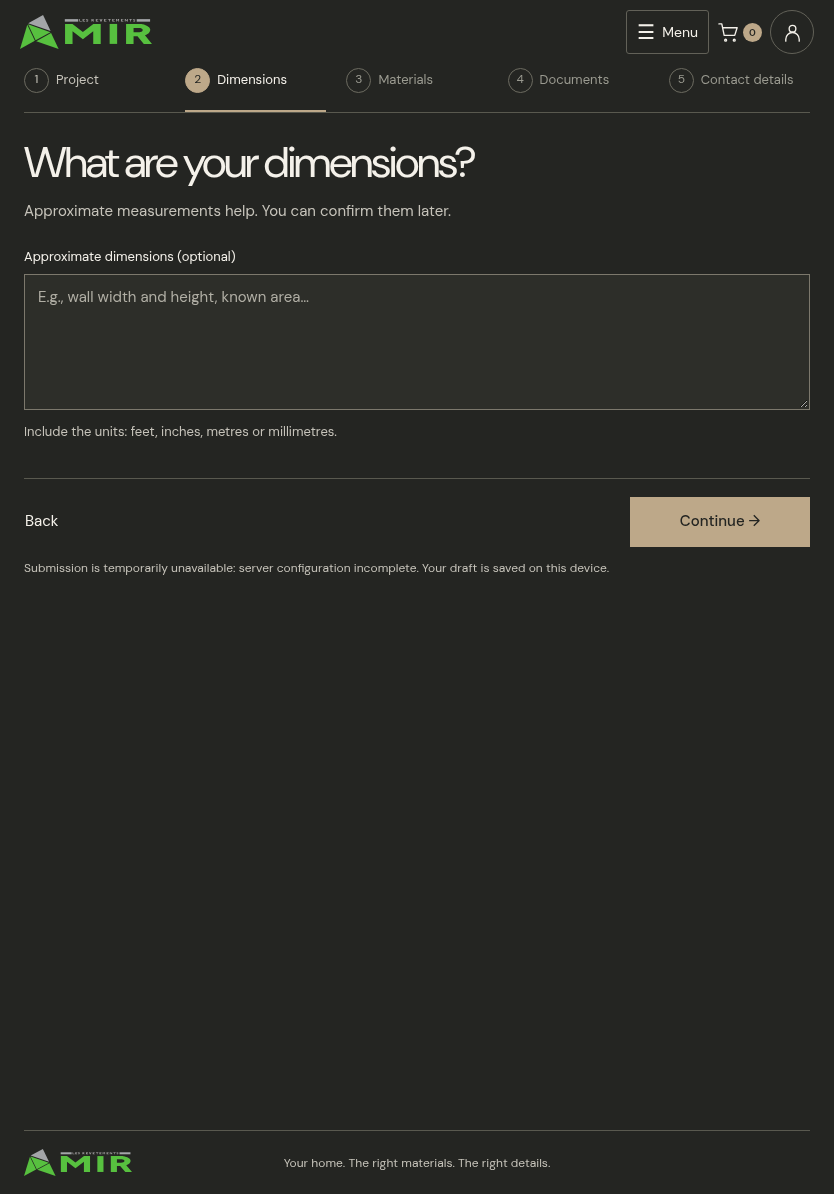 LES REVÊTEMENTS
MIR
☰ Menu
0
1 Project
2 Dimensions
3 Materials
4 Documents
5 Contact details
What are your dimensions?
Approximate measurements help. You can confirm them later.
Approximate dimensions (optional)
E.g., wall width and height, known area…
Include the units: feet, inches, metres or millimetres.
Back
Continue →
Submission is temporarily unavailable: server configuration incomplete. Your draft is saved on this device.
LES REVÊTEMENTS
MIR
Your home. The right materials. The right details.